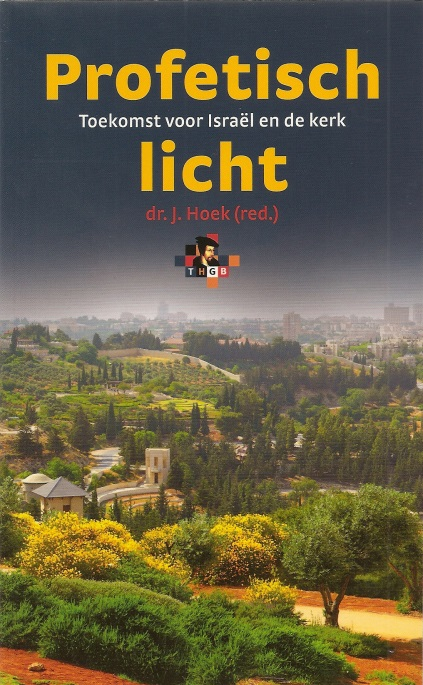 Profetisch
Toekomst voor Israël en de kerk
licht
dr. J. Hoek (red.)
THGB